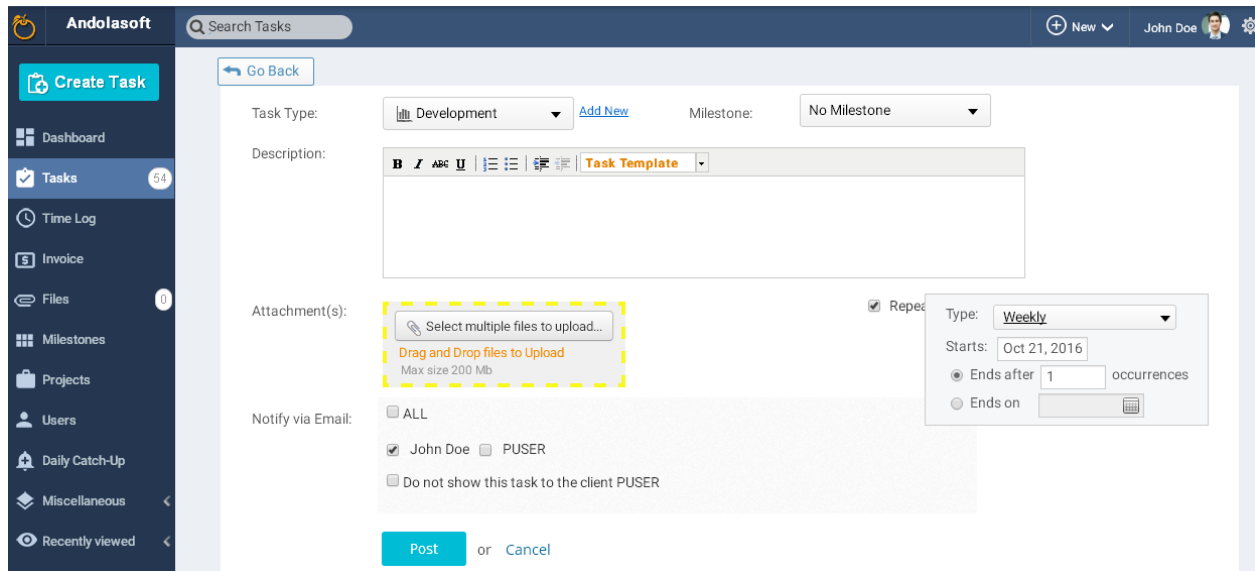 Andolasoft
Search Tasks
New
John Doe
Create Task
Dashboard
Tasks 54
Time Log
Invoice
Files 0
Milestones
Projects
Users
Daily Catch-Up
Miscellaneous
Recently viewed
Go Back
Task Type: Development Add New Milestone: No Milestone
Description:
B I ABC U Task Template
Attachment(s):
Select multiple files to upload...
Drag and Drop files to Upload
Max size 200 Mb
Repea
Type: Weekly
Starts: Oct 21, 2016
Ends after 1 occurrences
Ends on
Notify via Email:
ALL
John Doe PUSER
Do not show this task to the client PUSER
Post or Cancel